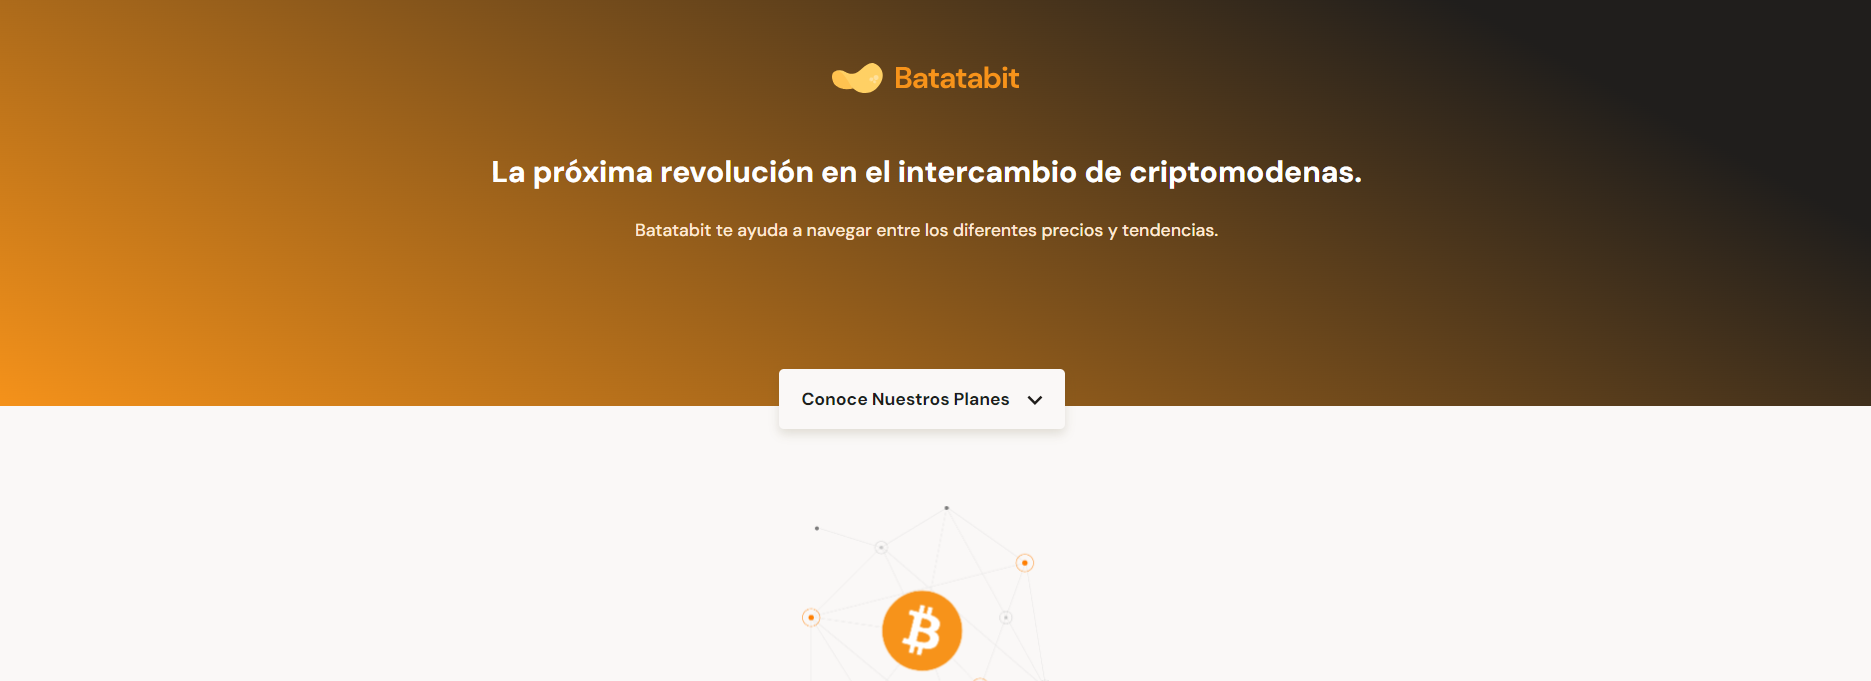 Batatabit
La próxima revolución en el intercambio de criptomodenas.
Batatabit te ayuda a navegar entre los diferentes precios y tendencias.
Conoce Nuestros Planes